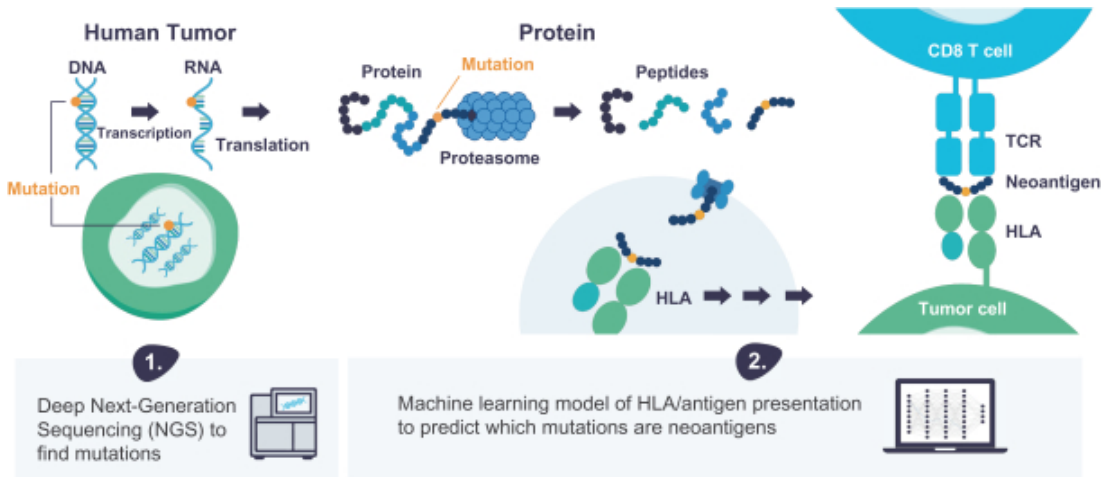 Human Tumor
DNA
RNA
Transcription
Translation
Mutation
Protein
Protein
Mutation
Proteasome
Peptides
HLA
CD8 T cell
TCR
Neoantigen
HLA
Tumor cell
1.
Deep Next-Generation
Sequencing (NGS) to
find mutations
2.
Machine learning model of HLA/antigen presentation
to predict which mutations are neoantigens